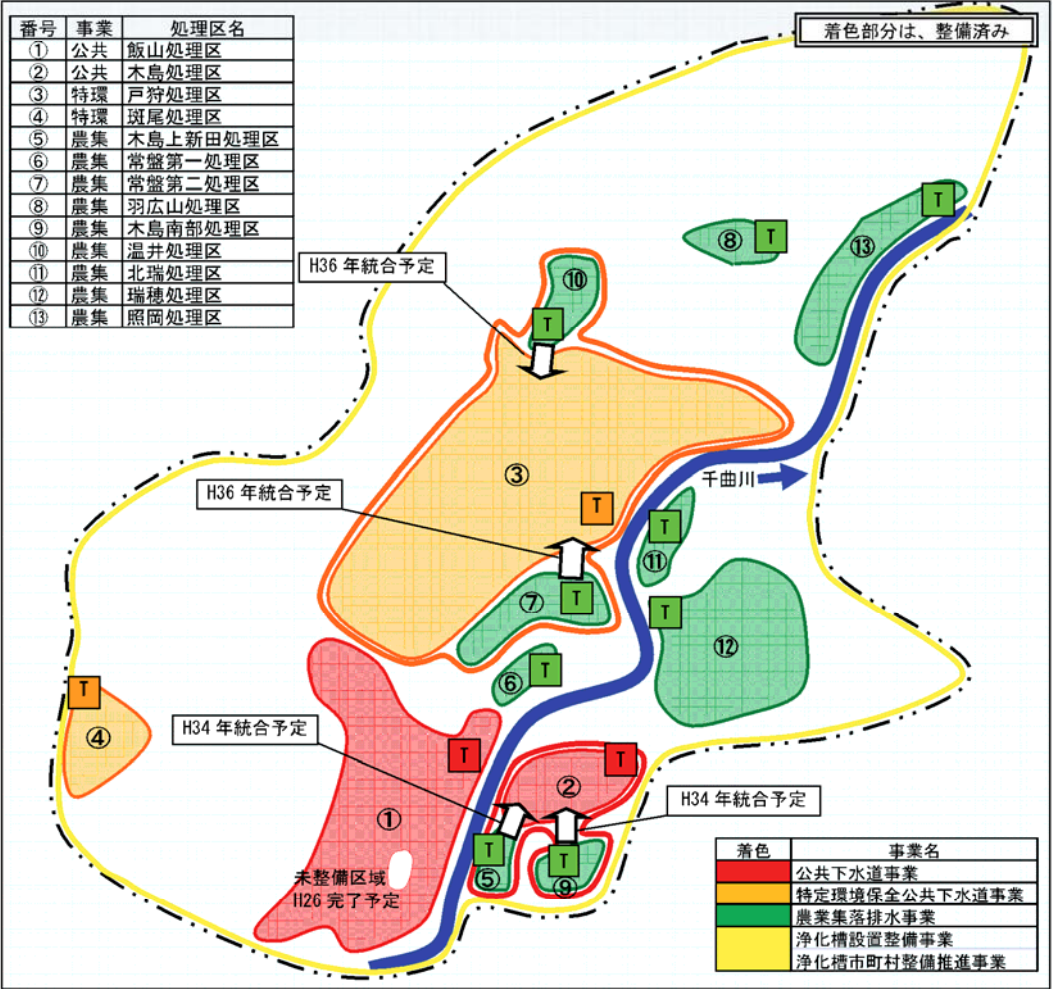 着色部分は、整備済み
番号 事業 処理区名
① 公共 飯山処理区
② 公共 木島処理区
③ 特環 戸狩処理区
④ 特環 斑尾処理区
⑤ 農集 木島上新田処理区
⑥ 農集 常盤第一処理区
⑦ 農集 常盤第二処理区
⑧ 農集 羽広山処理区
⑨ 農集 木島南部処理区
⑩ 農集 温井処理区
⑪ 農集 北瑞処理区
⑫ 農集 瑞穂処理区
⑬ 農集 照岡処理区
T
⑧ T
⑬
H36 年統合予定
⑩
T
③
千曲川
H36 年統合予定
T
T
⑪
⑦ T
T
⑫
⑥ T
T
④
H34 年統合予定
T
T
②
H34 年統合予定
①
T
⑤
T
⑨
未整備区域
H26 完了予定
着色 事業名
公共下水道事業
特定環境保全公共下水道事業
農業集落排水事業
浄化槽設置整備事業
浄化槽市町村整備推進事業